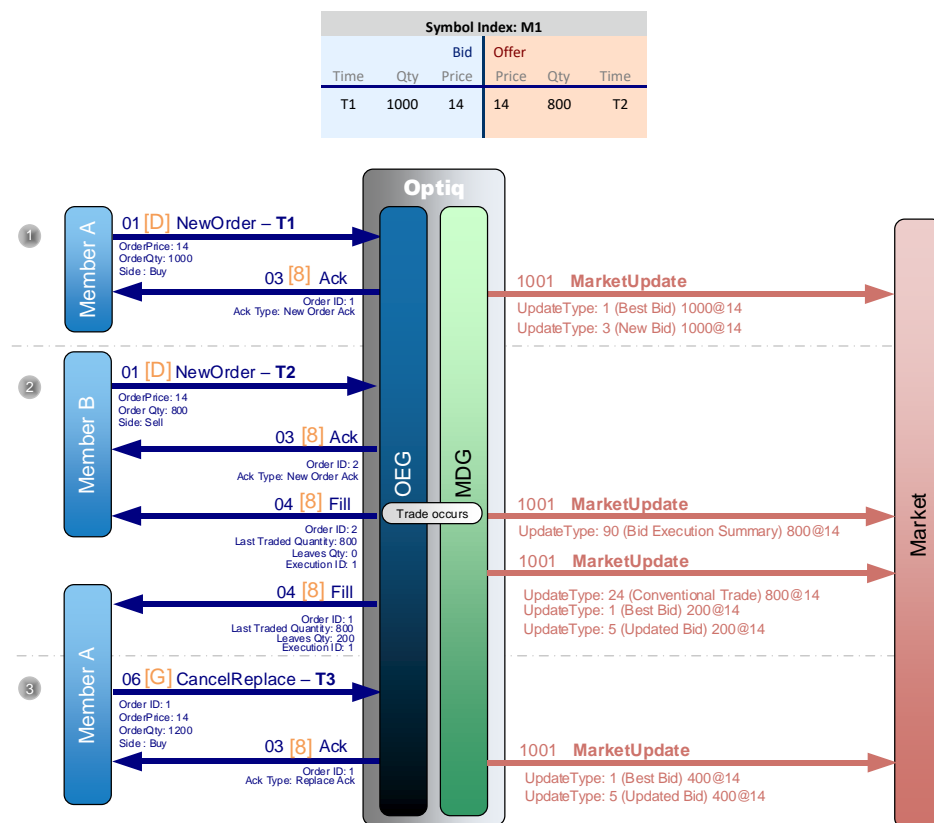 Symbol Index: M1
Bid Offer
Time Qty Price Price Qty Time
T1 1000 14 14 800 T2
Optiq
OEG
MDG
Market
1
Member A
01 [D] NewOrder – T1
OrderPrice: 14
OrderQty: 1000
Side : Buy
03 [8] Ack
Order ID: 1
Ack Type: New Order Ack
1001 MarketUpdate
UpdateType: 1 (Best Bid) 1000@14
UpdateType: 3 (New Bid) 1000@14
2
Member B
01 [D] NewOrder – T2
OrderPrice: 14
Order Qty: 800
Side: Sell
03 [8] Ack
Order ID: 2
Ack Type: New Order Ack
04 [8] Fill
Trade occurs
Order ID: 2
Last Traded Quantity: 800
Leaves Qty: 0
Execution ID: 1
1001 MarketUpdate
UpdateType: 90 (Bid Execution Summary) 800@14
1001 MarketUpdate
UpdateType: 24 (Conventional Trade) 800@14
UpdateType: 1 (Best Bid) 200@14
UpdateType: 5 (Updated Bid) 200@14
Member A
04 [8] Fill
Order ID: 1
Last Traded Quantity: 800
Leaves Qty: 200
Execution ID: 1
3
06 [G] CancelReplace – T3
Order ID: 1
OrderPrice: 14
OrderQty: 1200
Side : Buy
03 [8] Ack
Order ID: 1
Ack Type: Replace Ack
1001 MarketUpdate
UpdateType: 1 (Best Bid) 400@14
UpdateType: 5 (Updated Bid) 400@14